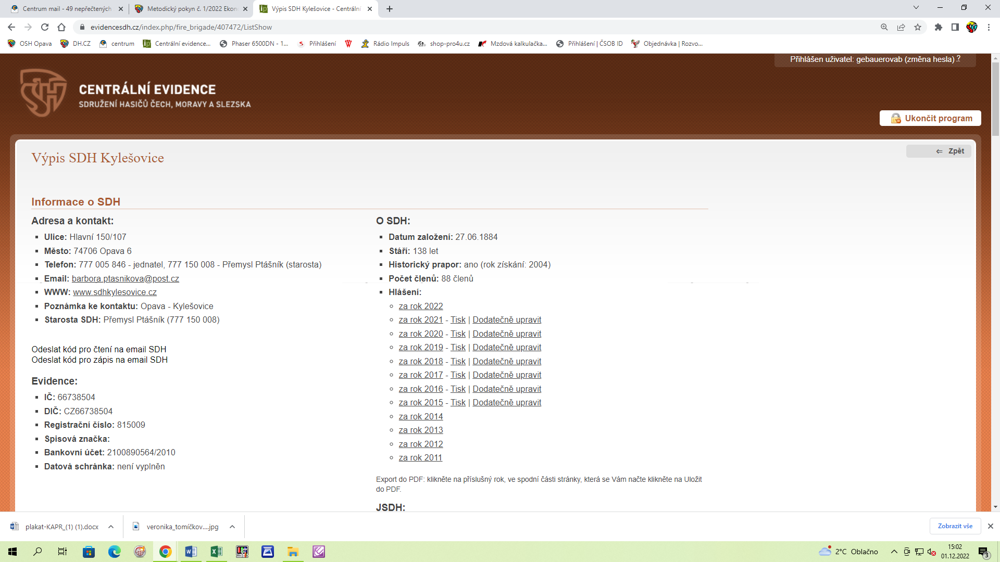 Centrum mail - 49 nepřečtených
Metodický pokyn č. 1/2022 Ekon
Výpis SDH Kylešovice - Centrální
evidencesdh.cz/index.php/fire_brigade/407472/ListShow
OSH Opava
DH.CZ
centrum
Centrální evidence...
Phaser 6500DN - 1...
Přihlášení
Rádio Impuls
shop-pro4u.cz
Mzdová kalkulačka...
Přihlášení | ČSOB ID
Objednávka | Rozvo...
Přihlášen uživatel: gebauerovab (změna hesla) ?
CENTRÁLNÍ EVIDENCE
SDRUŽENÍ HASIČŮ ČECH, MORAVY A SLEZSKA
Ukončit program
⇐ Zpět
Výpis SDH Kylešovice
Informace o SDH
Adresa a kontakt:
Ulice: Hlavní 150/107
Město: 74706 Opava 6
Telefon: 777 005 846 - jednatel, 777 150 008 - Přemysl Ptášník (starosta)
Email: barbora.ptasnikova@post.cz
WWW: www.sdhkylesovice.cz
Poznámka ke kontaktu: Opava - Kylešovice
Starosta SDH: Přemysl Ptášník (777 150 008)
Odeslat kód pro čtení na email SDH
Odeslat kód pro zápis na email SDH
Evidence:
IČ: 66738504
DIČ: CZ66738504
Registrační číslo: 815009
Spisová značka:
Bankovní účet: 2100890564/2010
Datová schránka: není vyplněn
O SDH:
Datum založení: 27.06.1884
Stáří: 138 let
Historický prapor: ano (rok získání: 2004)
Počet členů: 88 členů
Hlášení:
za rok 2022
za rok 2021 - Tisk | Dodatečně upravit
za rok 2020 - Tisk | Dodatečně upravit
za rok 2019 - Tisk | Dodatečně upravit
za rok 2018 - Tisk | Dodatečně upravit
za rok 2017 - Tisk | Dodatečně upravit
za rok 2016 - Tisk | Dodatečně upravit
za rok 2015 - Tisk | Dodatečně upravit
za rok 2014
za rok 2013
za rok 2012
za rok 2011
Export do PDF: klikněte na příslušný rok, ve spodní části stránky, která se Vám načte klikněte na Uložit
do PDF.
JSDH:
plakat-KAPR_(1) (1).docx
veronika_tomíčkov....jpg
Zobrazit vše
2°C Oblačno
15:02
01.12.2022
3